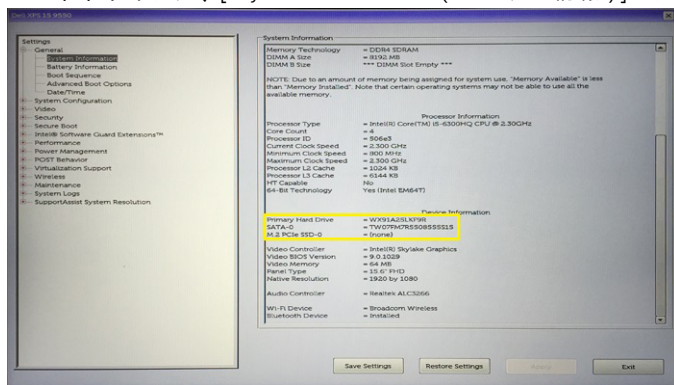 Dell XPS 15 9550
Settings
General
System Information
Battery Information
Boot Sequence
Advanced Boot Options
Date/Time
System Configuration
Video
Security
Secure Boot
Intel® Software Guard Extensions™
Performance
Power Management
POST Behavior
Virtualization Support
Wireless
Maintenance
System Logs
SupportAssist System Resolution
System Information
Memory Technology = DDR4 SDRAM
DIMM A Size = 8192 MB
DIMM B Size *** DIMM Slot Empty ***
NOTE: Due to an amount of memory being assigned for system use, "Memory Available" is less
than "Memory Installed". Note that certain operating systems may not be able to use all the
available memory.
Processor Information
Processor Type = Intel(R) Core(TM) i5-6300HQ CPU @ 2.30GHz
Core Count = 4
Processor ID = 506e3
Current Clock Speed = 2.300 GHz
Minimum Clock Speed = 800 MHz
Maximum Clock Speed = 2.300 GHz
Processor L2 Cache = 1024 KB
Processor L3 Cache = 6144 KB
HT Capable No
64-Bit Technology Yes (Intel EM64T)
Device Information
Primary Hard Drive = WX91A25LKF9R
SATA-0 = TW07FM7R5508555S15
M.2 PCIe SSD-0 = (none)
Video Controller = Intel(R) Skylake Graphics
Video BIOS Version = 9.0.1029
Video Memory = 64 MB
Panel Type = 15.6" FHD
Native Resolution = 1920 by 1080
Audio Controller = Realtek ALC3266
Wi-Fi Device = Broadcom Wireless
Bluetooth Device = Installed
Save Settings Restore Settings Apply Exit